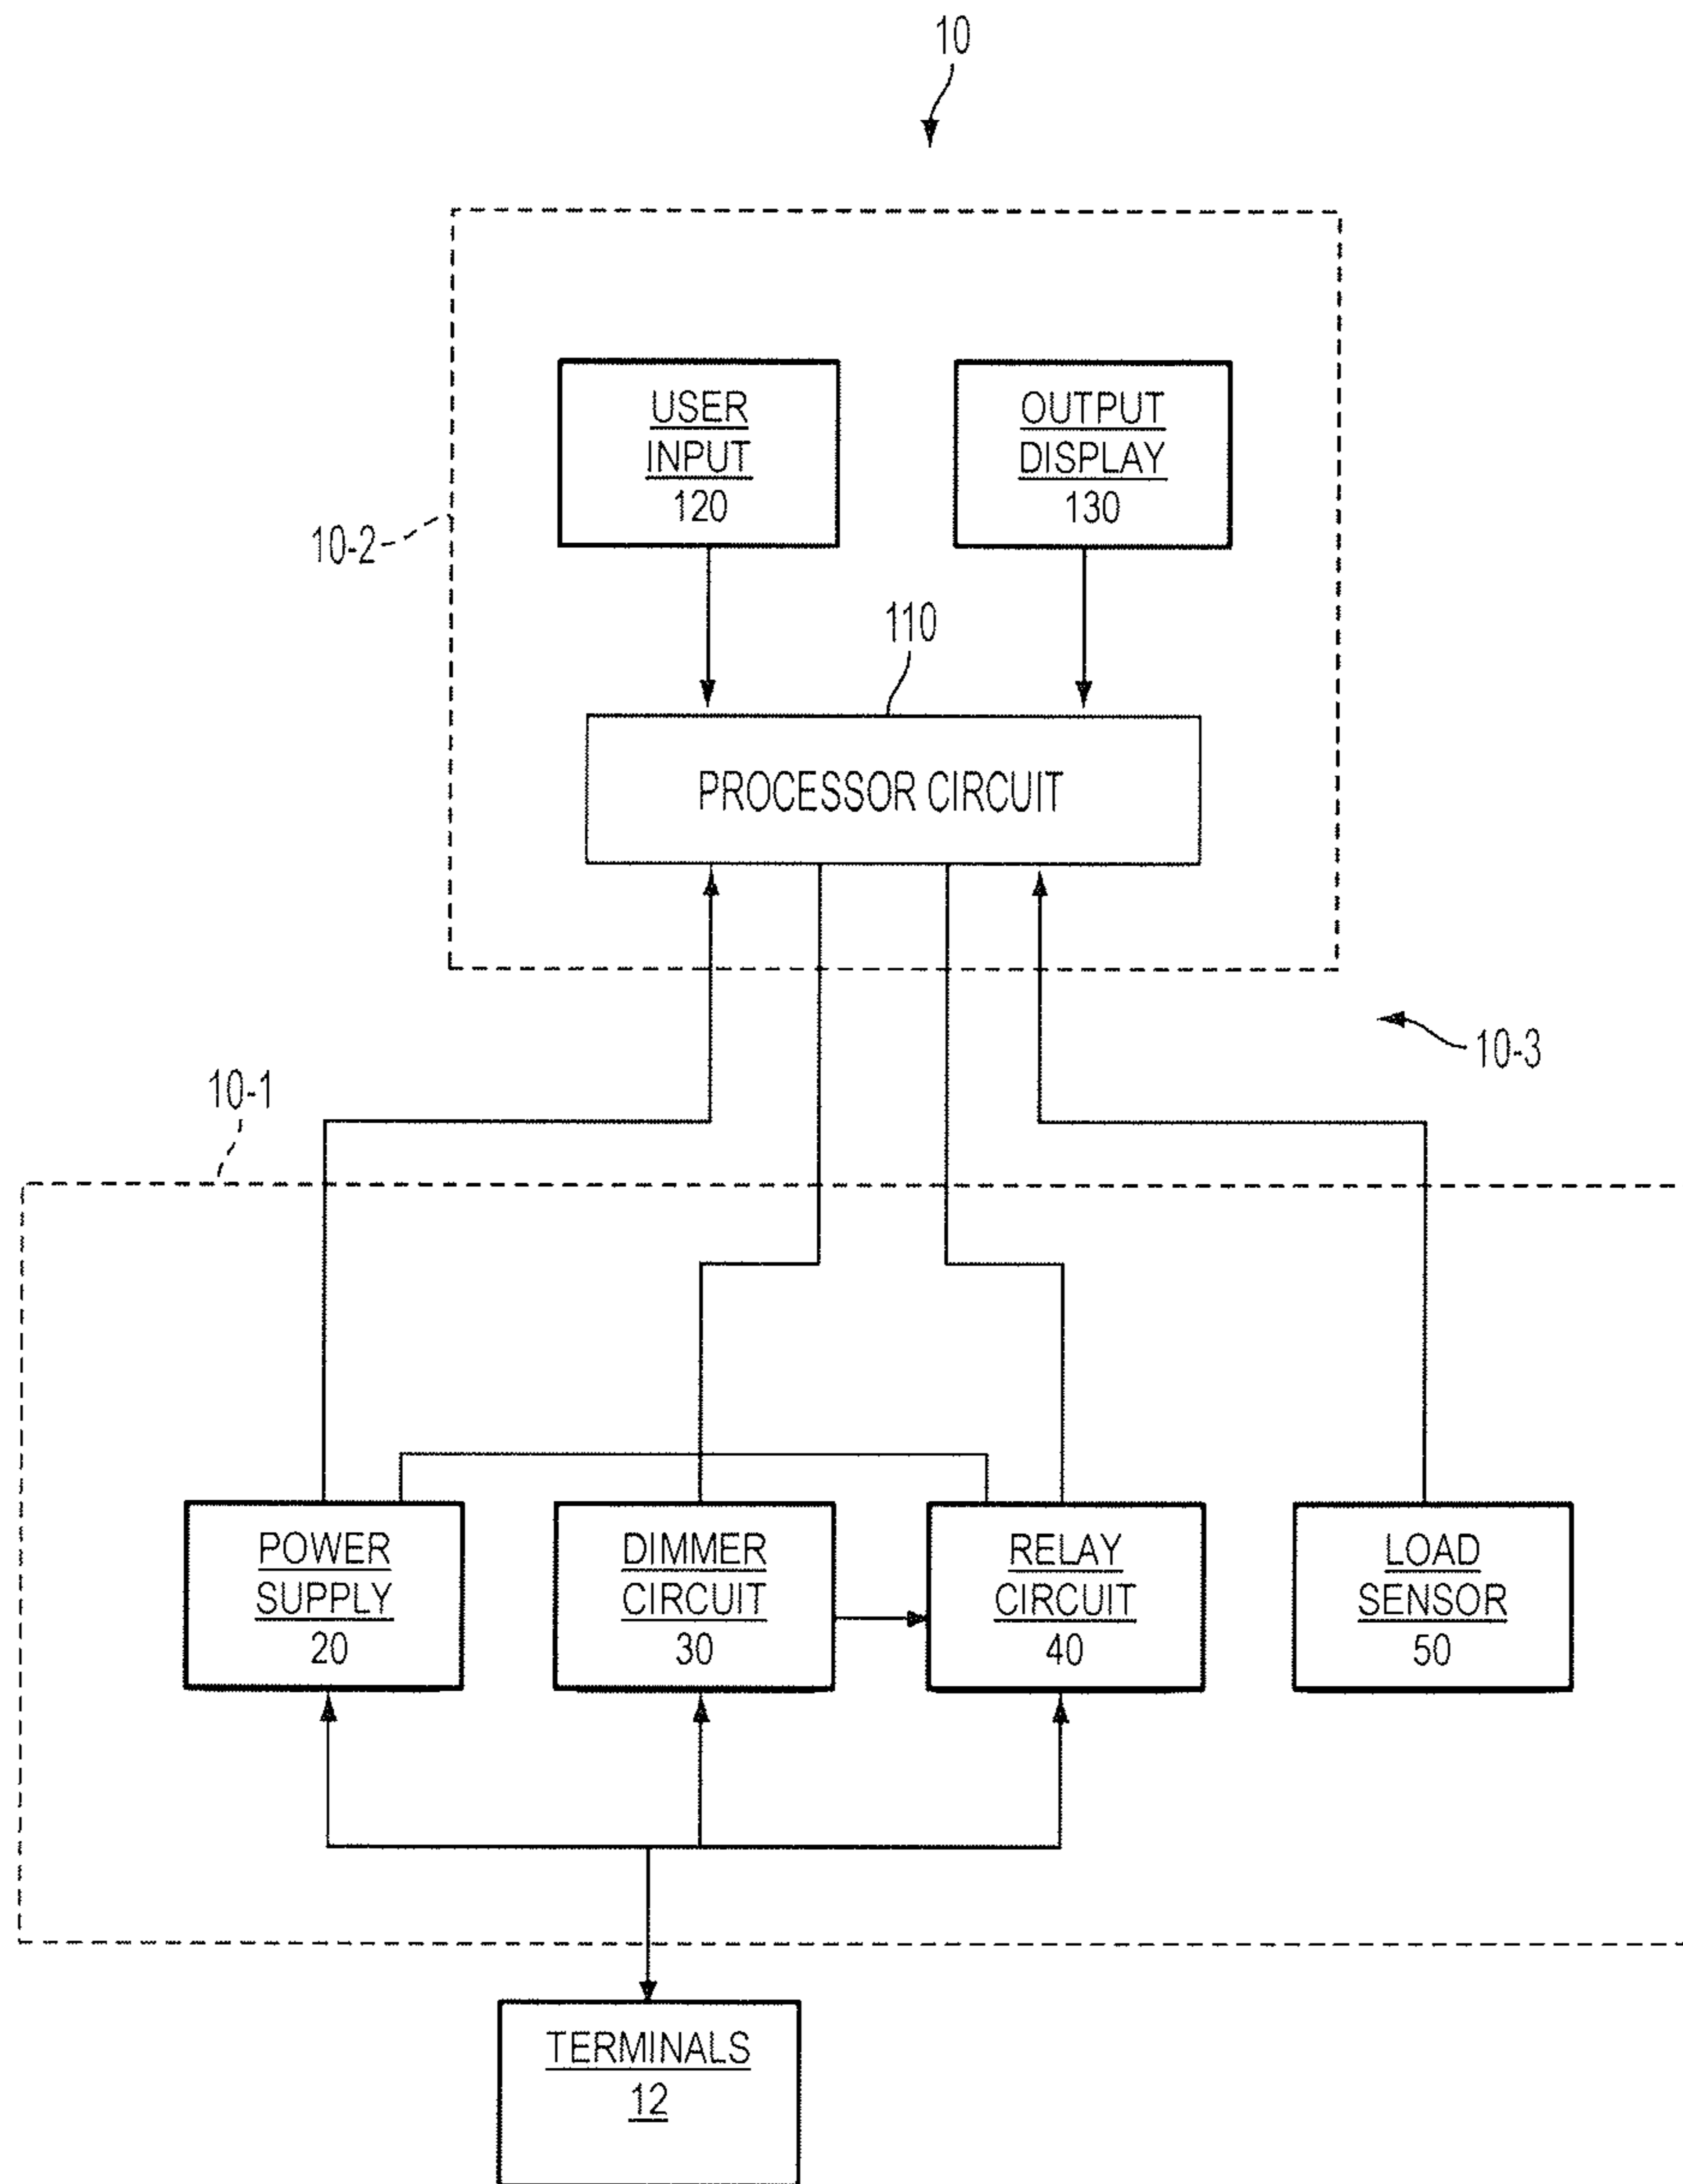 10
USER
INPUT
120
OUTPUT
DISPLAY
130
10-2
110
PROCESSOR CIRCUIT
10-3
10-1
POWER
SUPPLY
20
DIMMER
CIRCUIT
30
RELAY
CIRCUIT
40
LOAD
SENSOR
50
TERMINALS
12